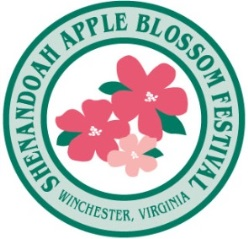 SHENANDOAH APPLE BLOSSOM FESTIVAL
WINCHESTER, VIRGINIA